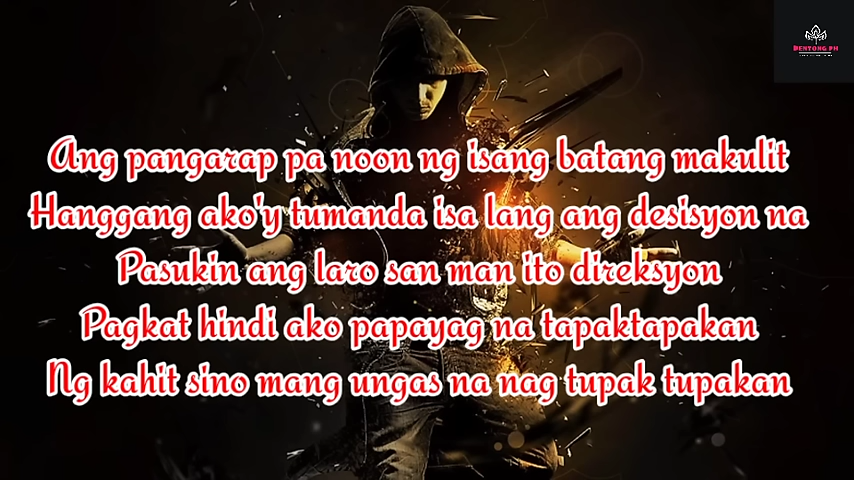 DENTONG.PH
Ang pangarap pa noon ng isang batang makulit
Hanggang ako'y tumanda isa lang ang desisyon na
Pasukin ang laro san man ito direksyon
Pagkat hindi ako papayag na tapaktapakan
Ng kahit sino mang ungas na nag tupak tupakan